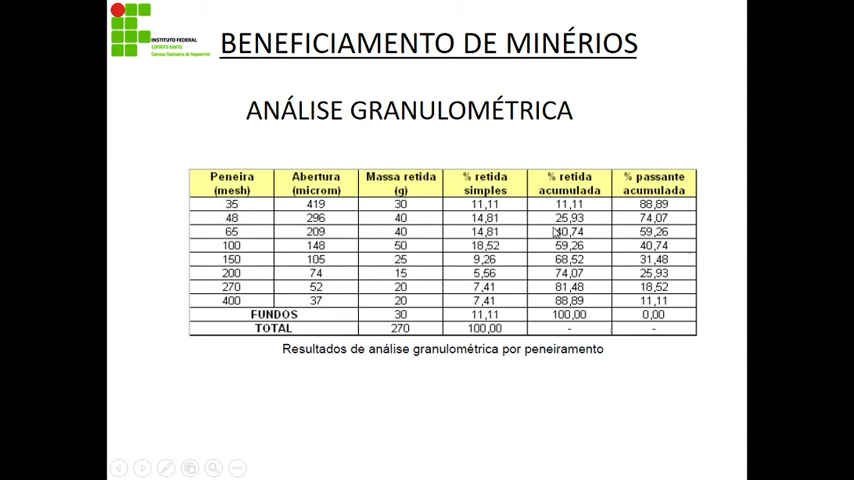 INSTITUTO FEDERAL
ESPÍRITO SANTO
Campus Cachoeiro de Itapemirim
BENEFICIAMENTO DE MINÉRIOS
ANÁLISE GRANULOMÉTRICA
Peneira (mesh) Abertura (microm) Massa retida (g) % retida simples % retida acumulada % passante acumulada
35 419 30 11,11 11,11 88,89
48 296 40 14,81 25,93 74,07
65 209 40 14,81 40,74 59,26
100 148 50 18,52 59,26 40,74
150 105 25 9,26 68,52 31,48
200 74 15 5,56 74,07 25,93
270 52 20 7,41 81,48 18,52
400 37 20 7,41 88,89 11,11
FUNDOS 30 11,11 100,00 0,00
TOTAL 270 100,00 - -
Resultados de análise granulométrica por peneiramento